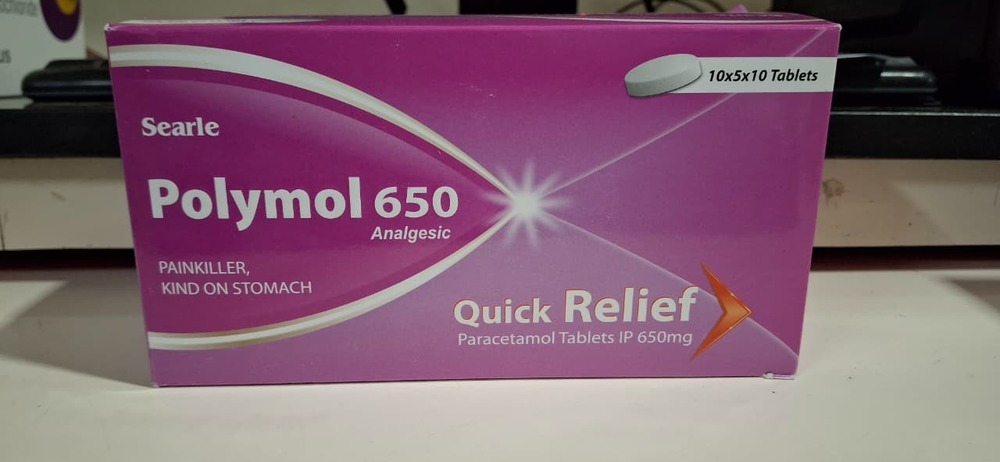 10x5x10 Tablets
Searle
Polymol 650
Analgesic
PAINKILLER,
KIND ON STOMACH
Quick Relief
Paracetamol Tablets IP 650mg